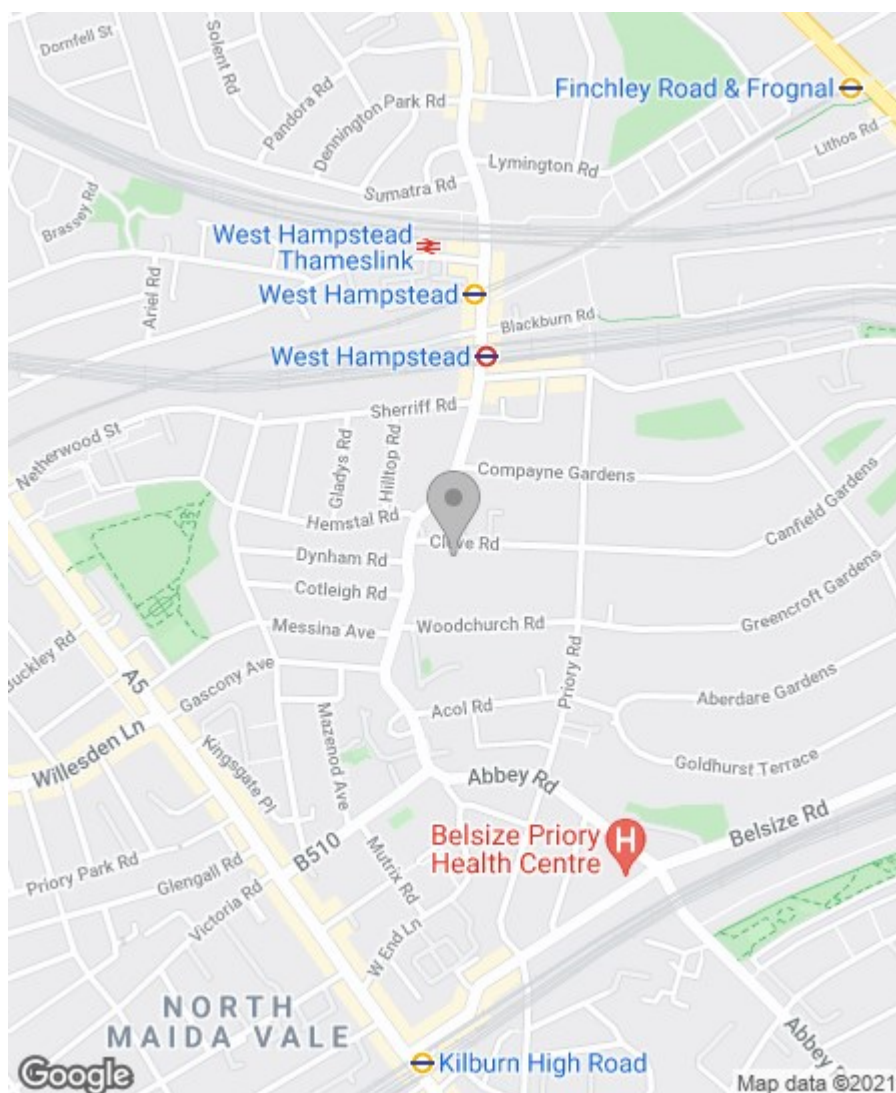 Dornfell St
Solent Rd
Pandora Rd
Dennington Park Rd
Finchley Road & Frognal
Lithos Rd
Lymington Rd
Sumatra Rd
Brassey Rd
West Hampstead
Thameslink
Ariel Rd
West Hampstead
Blackburn Rd
West Hampstead
Sherriff Rd
Netherwood St
Gladys Rd
Hilltop Rd
Compayne Gardens
Canfield Gardens
Hemstal Rd
Cleve Rd
Dynham Rd
Cotleigh Rd
Greencroft Gardens
Messina Ave
Woodchurch Rd
Priory Rd
A5
Gascony Ave
Aberdare Gardens
Acol Rd
Willesden Ln
Kingsgate Pl
Mazenod Ave
Goldhurst Terrace
Abbey Rd
Belsize Rd
Belsize Priory
Health Centre
H
B510
Priory Park Rd
Glengall Rd
Mutrix Rd
Victoria Rd
W End Ln
NORTH
MAIDA VALE
Abbey
Kilburn High Road
Google
Map data ©2021